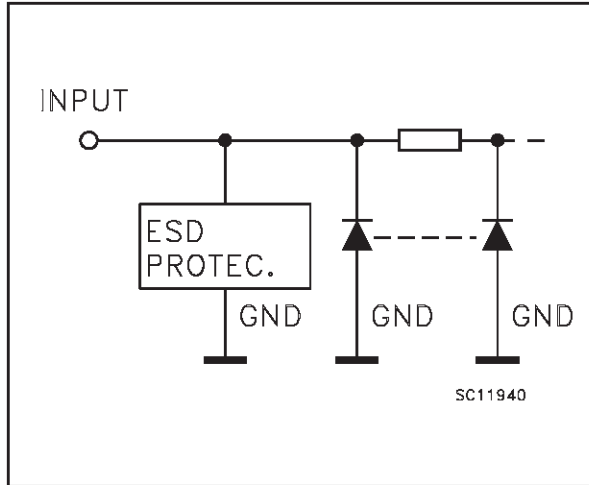 INPUT
ESD
PROTEC.
GND
GND
GND
SC11940